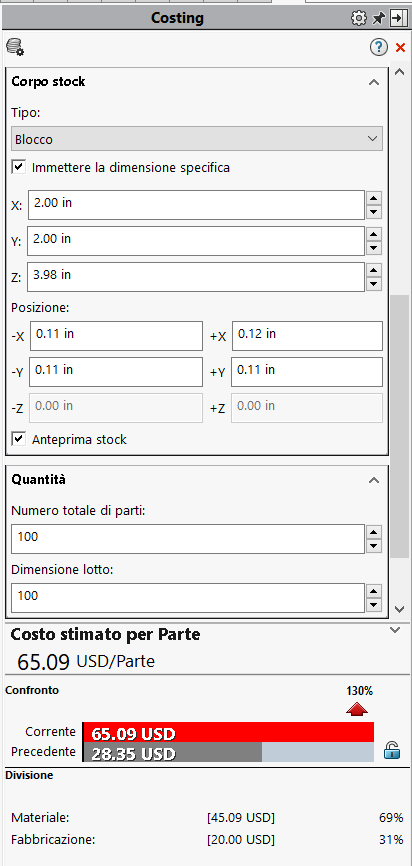 Costing
Corpo stock
Tipo:
Blocco
Immettere la dimensione specifica
X: 2.00 in
Y: 2.00 in
Z: 3.98 in
Posizione:
-X 0.11 in +X 0.12 in
-Y 0.11 in +Y 0.11 in
-Z 0.00 in +Z 0.00 in
Anteprima stock
Quantità
Numero totale di parti:
100
Dimensione lotto:
100
Costo stimato per Parte
65.09 USD/Parte
Confronto 130%
Corrente 65.09 USD
Precedente 28.35 USD
Divisione
Materiale: [45.09 USD] 69%
Fabbricazione: [20.00 USD] 31%